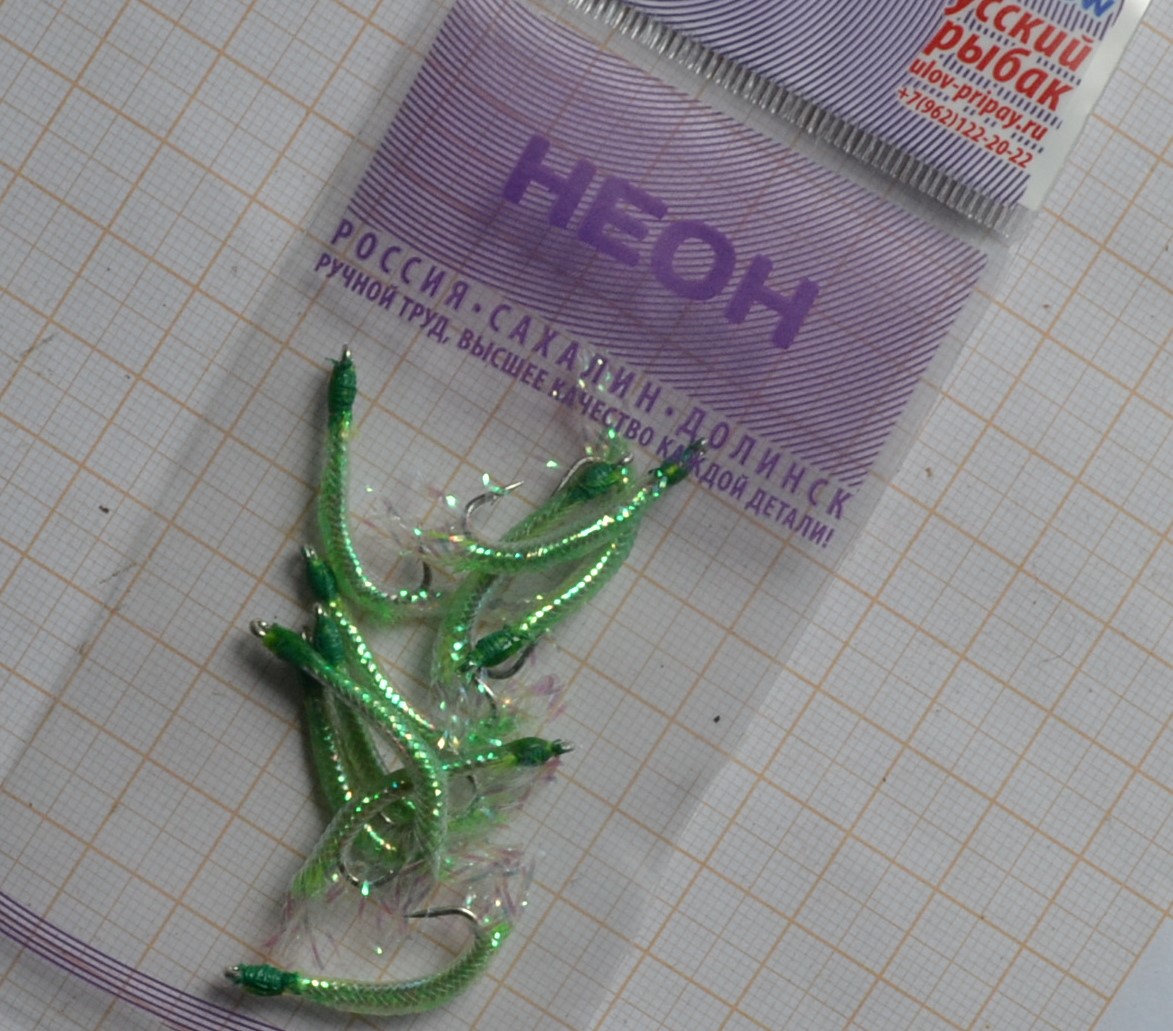 русский
рыбак
ulov-pripay.ru
+7(962)122-20-22
НЕОН
РОССИЯ • САХАЛИН • ДОЛИНСК
РУЧНОЙ ТРУД, ВЫСШЕЕ КАЧЕСТВО КАЖДОЙ ДЕТАЛИ!